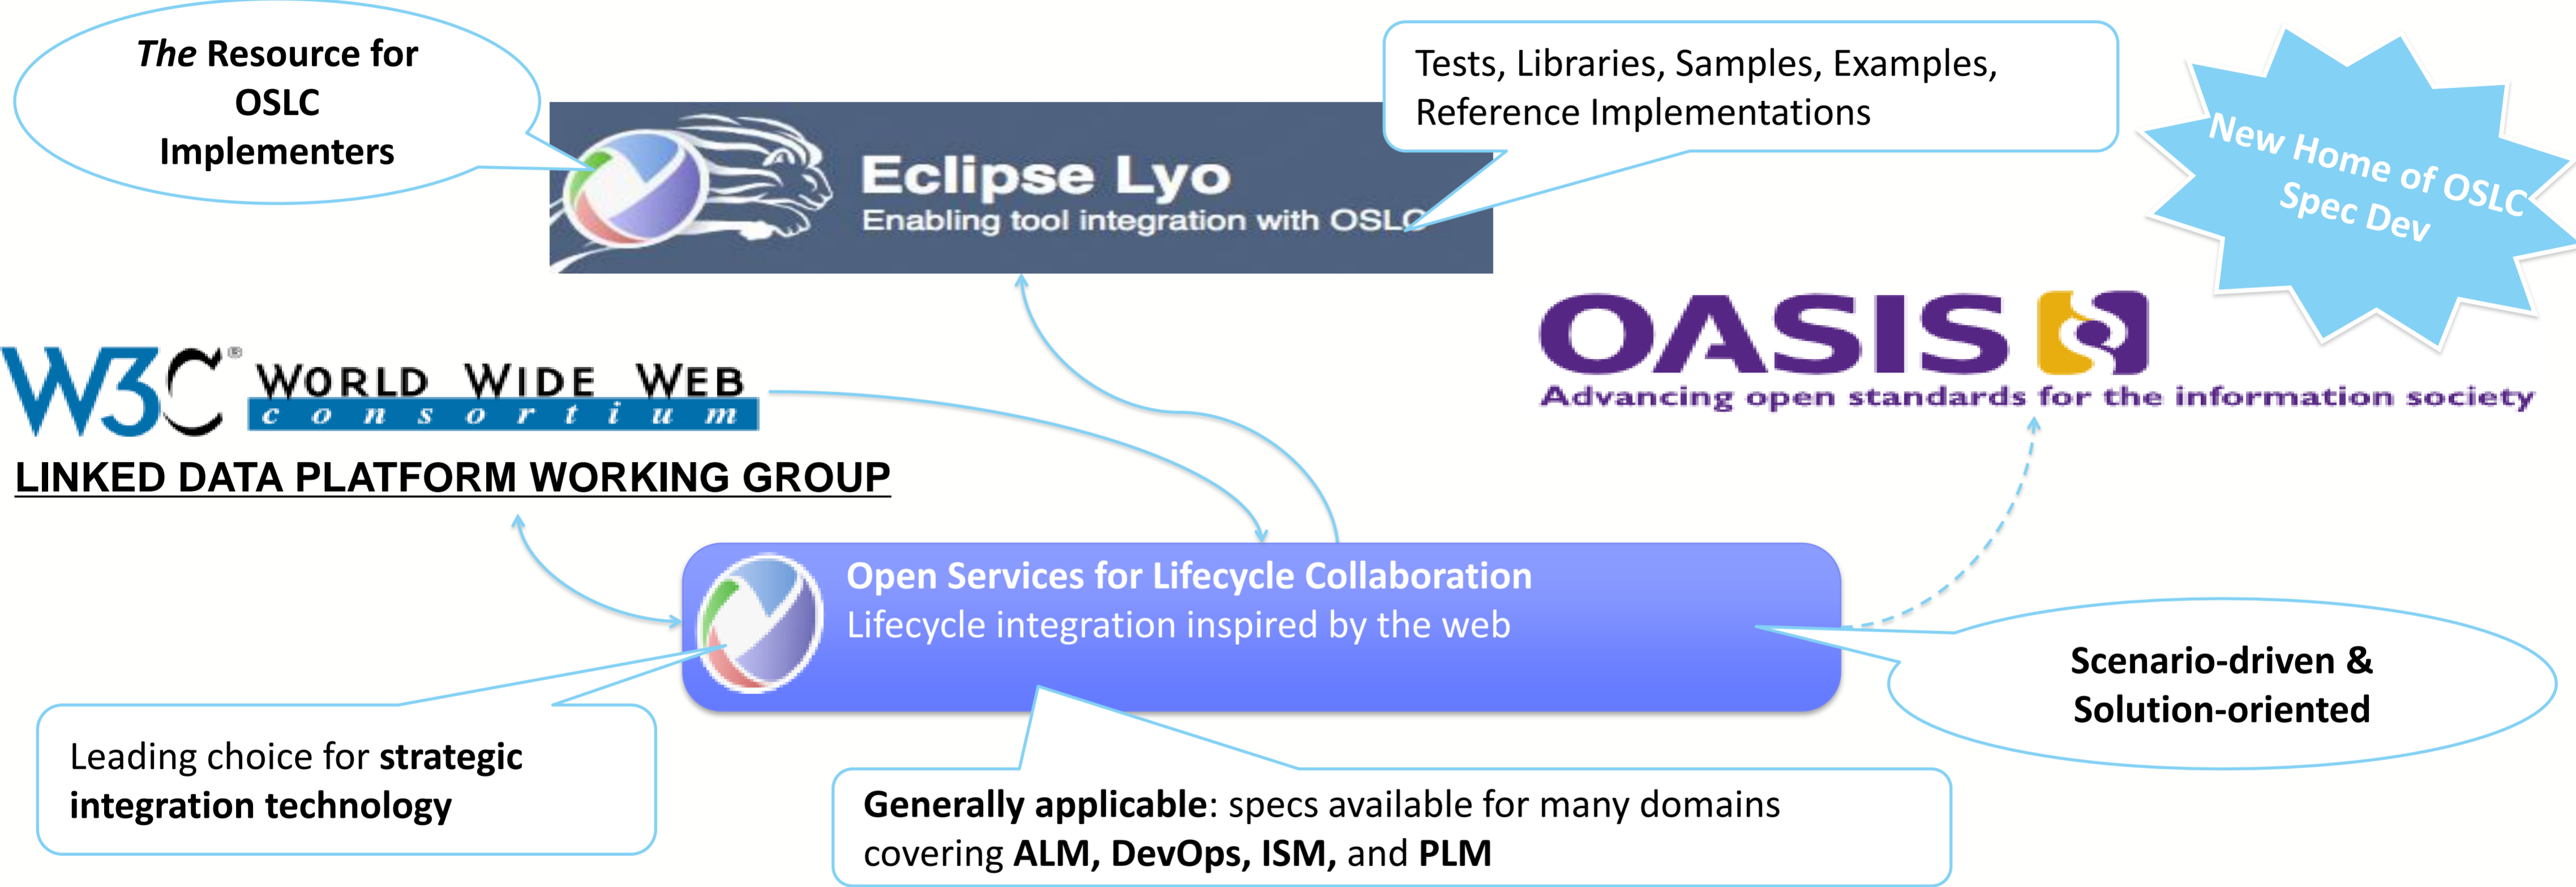 The Resource for
OSLC
Implementers
Tests, Libraries, Samples, Examples,
Reference Implementations
New Home of OSLC
Spec Dev
Eclipse Lyo
Enabling tool integration with OSLC
OASIS
Advancing open standards for the information society
W3C® WORLD WIDE WEB
consortium
LINKED DATA PLATFORM WORKING GROUP
Open Services for Lifecycle Collaboration
Lifecycle integration inspired by the web
Scenario-driven &
Solution-oriented
Leading choice for strategic
integration technology
Generally applicable: specs available for many domains
covering ALM, DevOps, ISM, and PLM